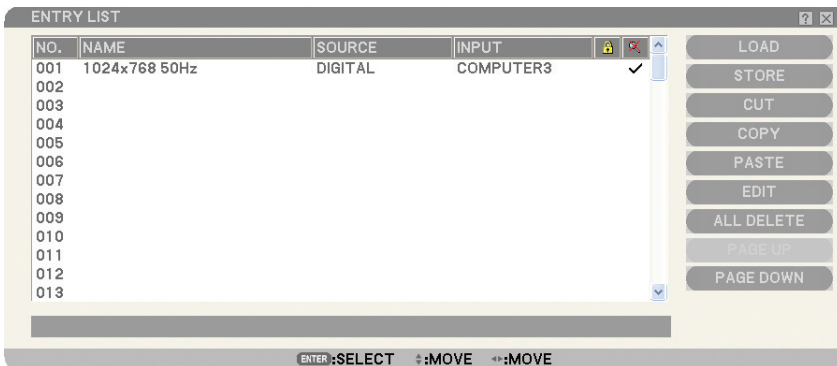 ENTRY LIST
NO. NAME SOURCE INPUT
001 1024x768 50Hz DIGITAL COMPUTER3
002
003
004
005
006
007
008
009
010
011
012
013
LOAD
STORE
CUT
COPY
PASTE
EDIT
ALL DELETE
PAGE UP
PAGE DOWN
ENTER :SELECT :MOVE :MOVE